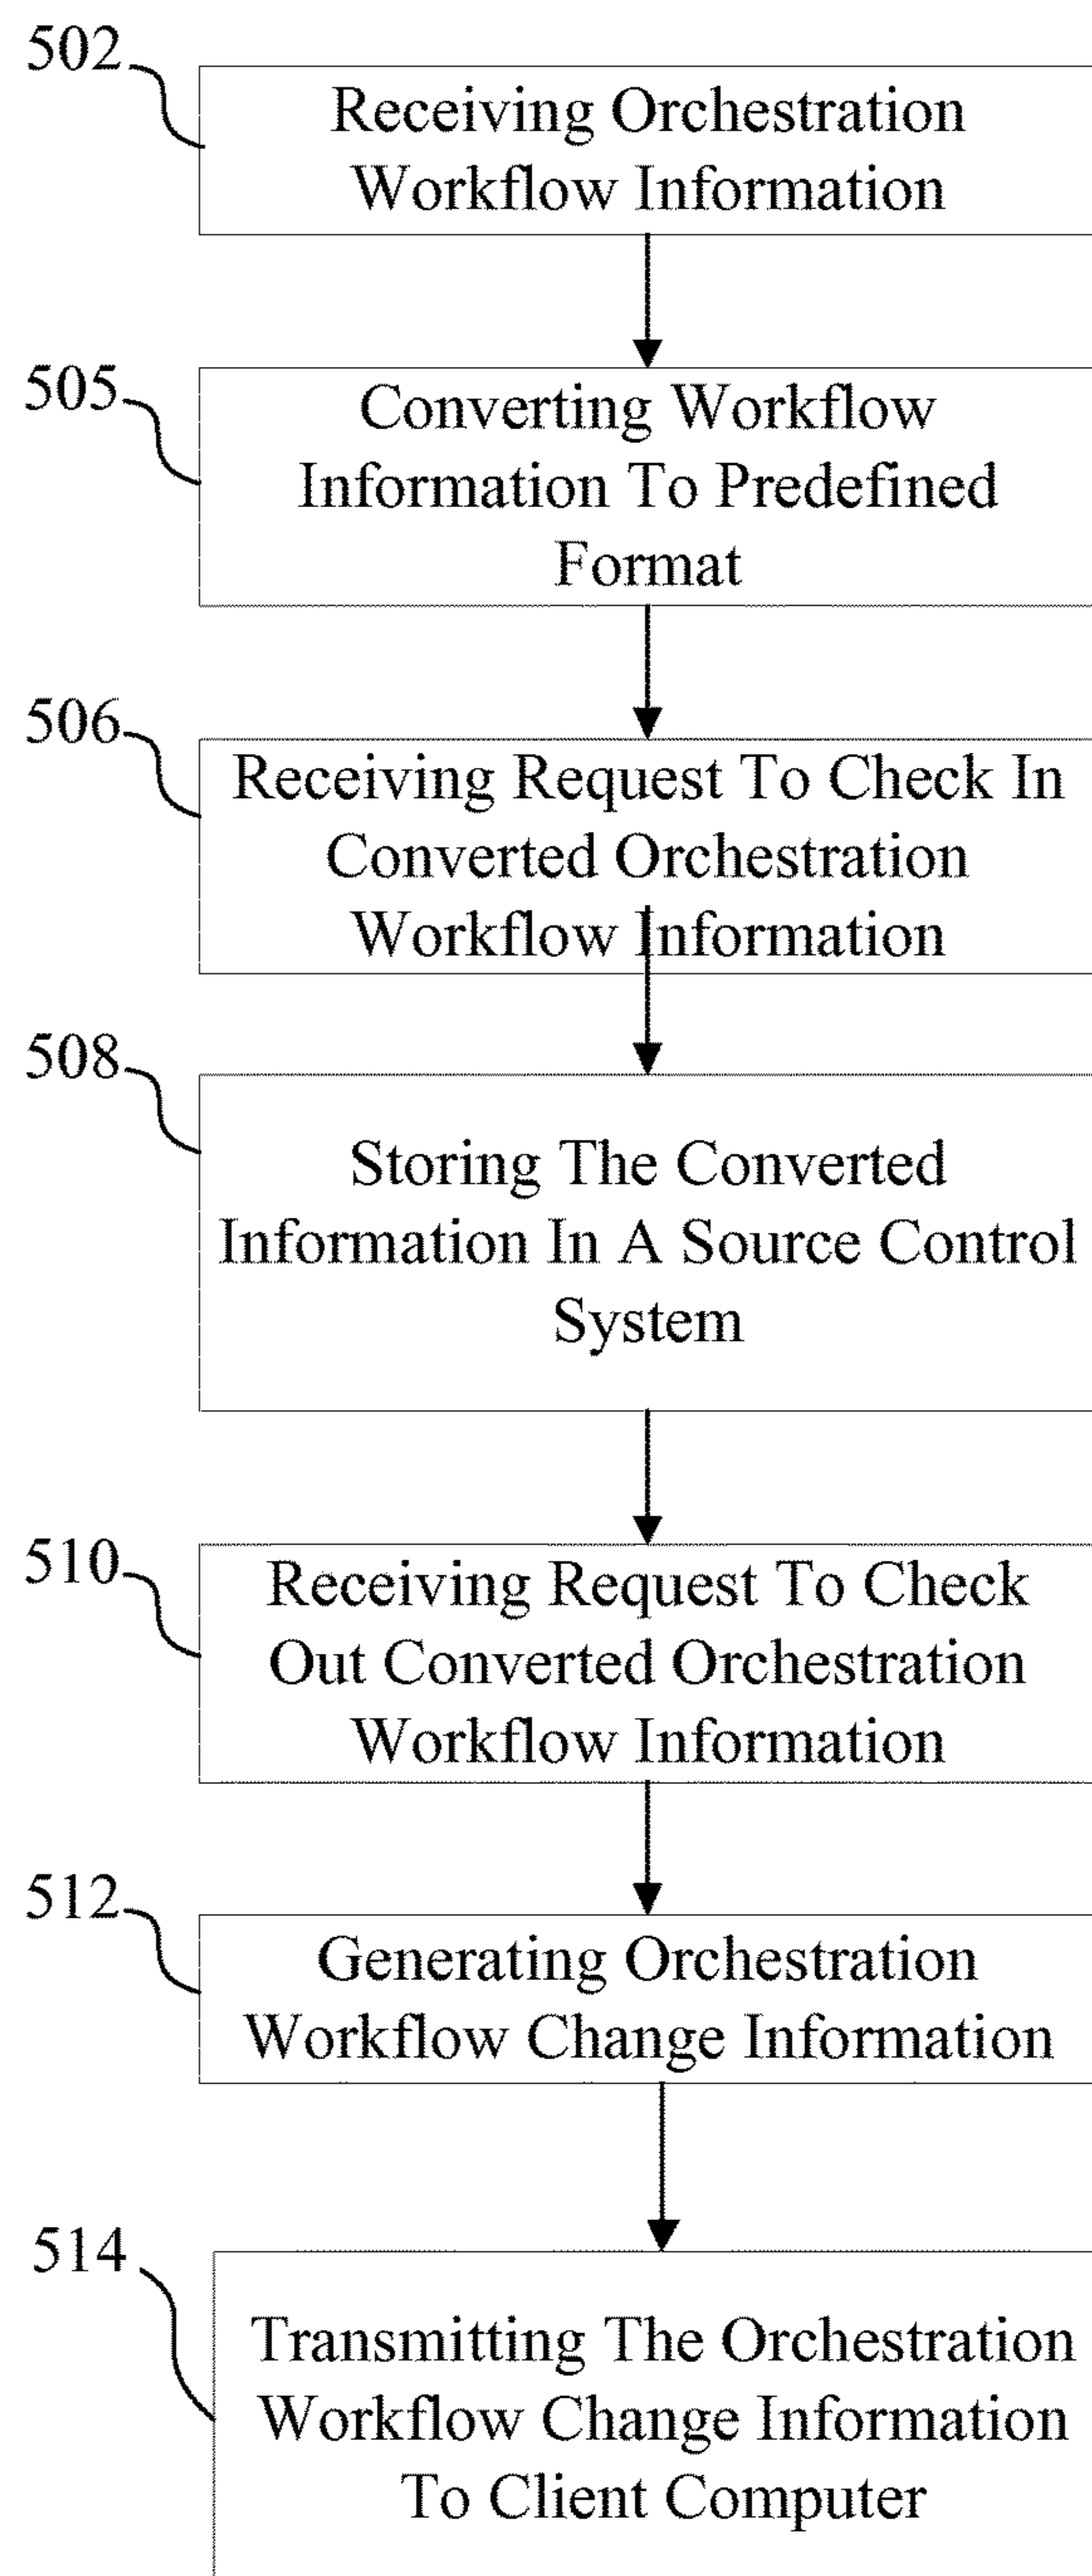 502
Receiving Orchestration
Workflow Information
505
Converting Workflow
Information To Predefined
Format
506
Receiving Request To Check In
Converted Orchestration
Workflow Information
508
Storing The Converted
Information In A Source Control
System
510
Receiving Request To Check
Out Converted Orchestration
Workflow Information
512
Generating Orchestration
Workflow Change Information
514
Transmitting The Orchestration
Workflow Change Information
To Client Computer